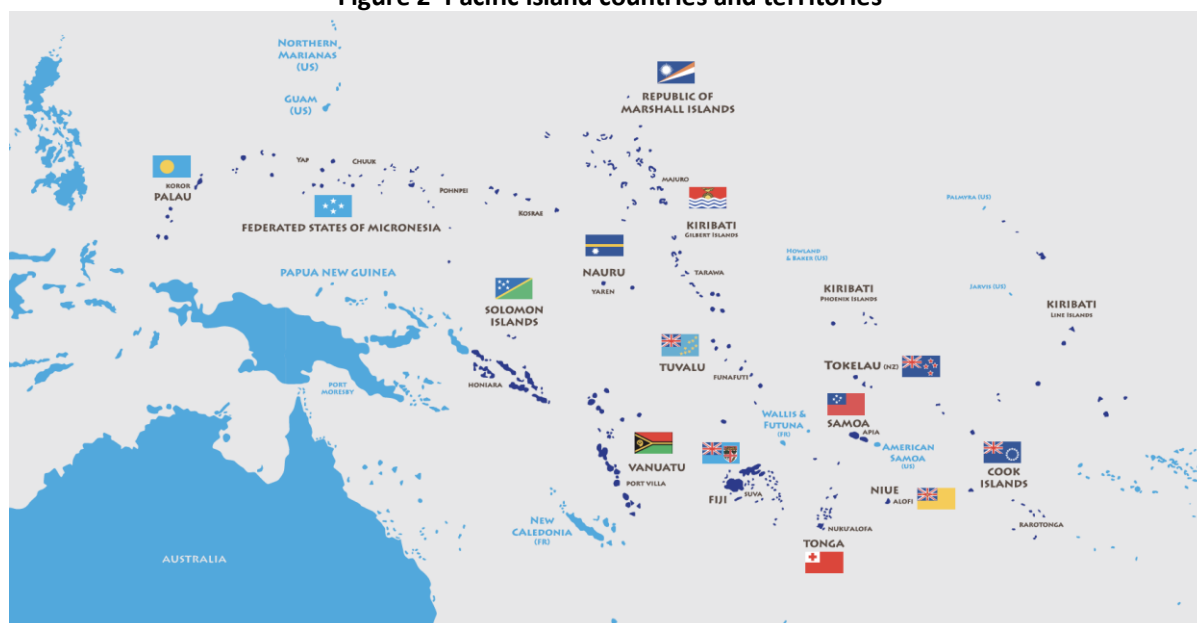 Figure 2 Pacific island countries and territories
NORTHERN
MARIANAS
(US)
GUAM
(US)
REPUBLIC OF
MARSHALL ISLANDS
YAP
CHUUK
POHNPEI
KOSRAE
MAJURO
KOROR
PALAU
FEDERATED STATES OF MICRONESIA
KIRIBATI
GILBERT ISLANDS
PALMYRA (US)
HOWLAND
& BAKER (US)
PAPUA NEW GUINEA
NAURU
YAREN
TARAWA
KIRIBATI
PHOENIX ISLANDS
JARVIS (US)
KIRIBATI
LINE ISLANDS
SOLOMON
ISLANDS
HONIARA
TUVALU
FUNAFUTI
TOKELAU (NZ)
PORT
MORESBY
WALLIS &
FUTUNA
(FR)
SAMOA
APIA
AMERICAN
SAMOA
(US)
COOK
ISLANDS
VANUATU
PORT VILLA
FIJI
SUVA
NIUE
ALOFI
NEW
CALEDONIA
(FR)
NUKU'ALOFA
TONGA
RAROTONGA
AUSTRALIA